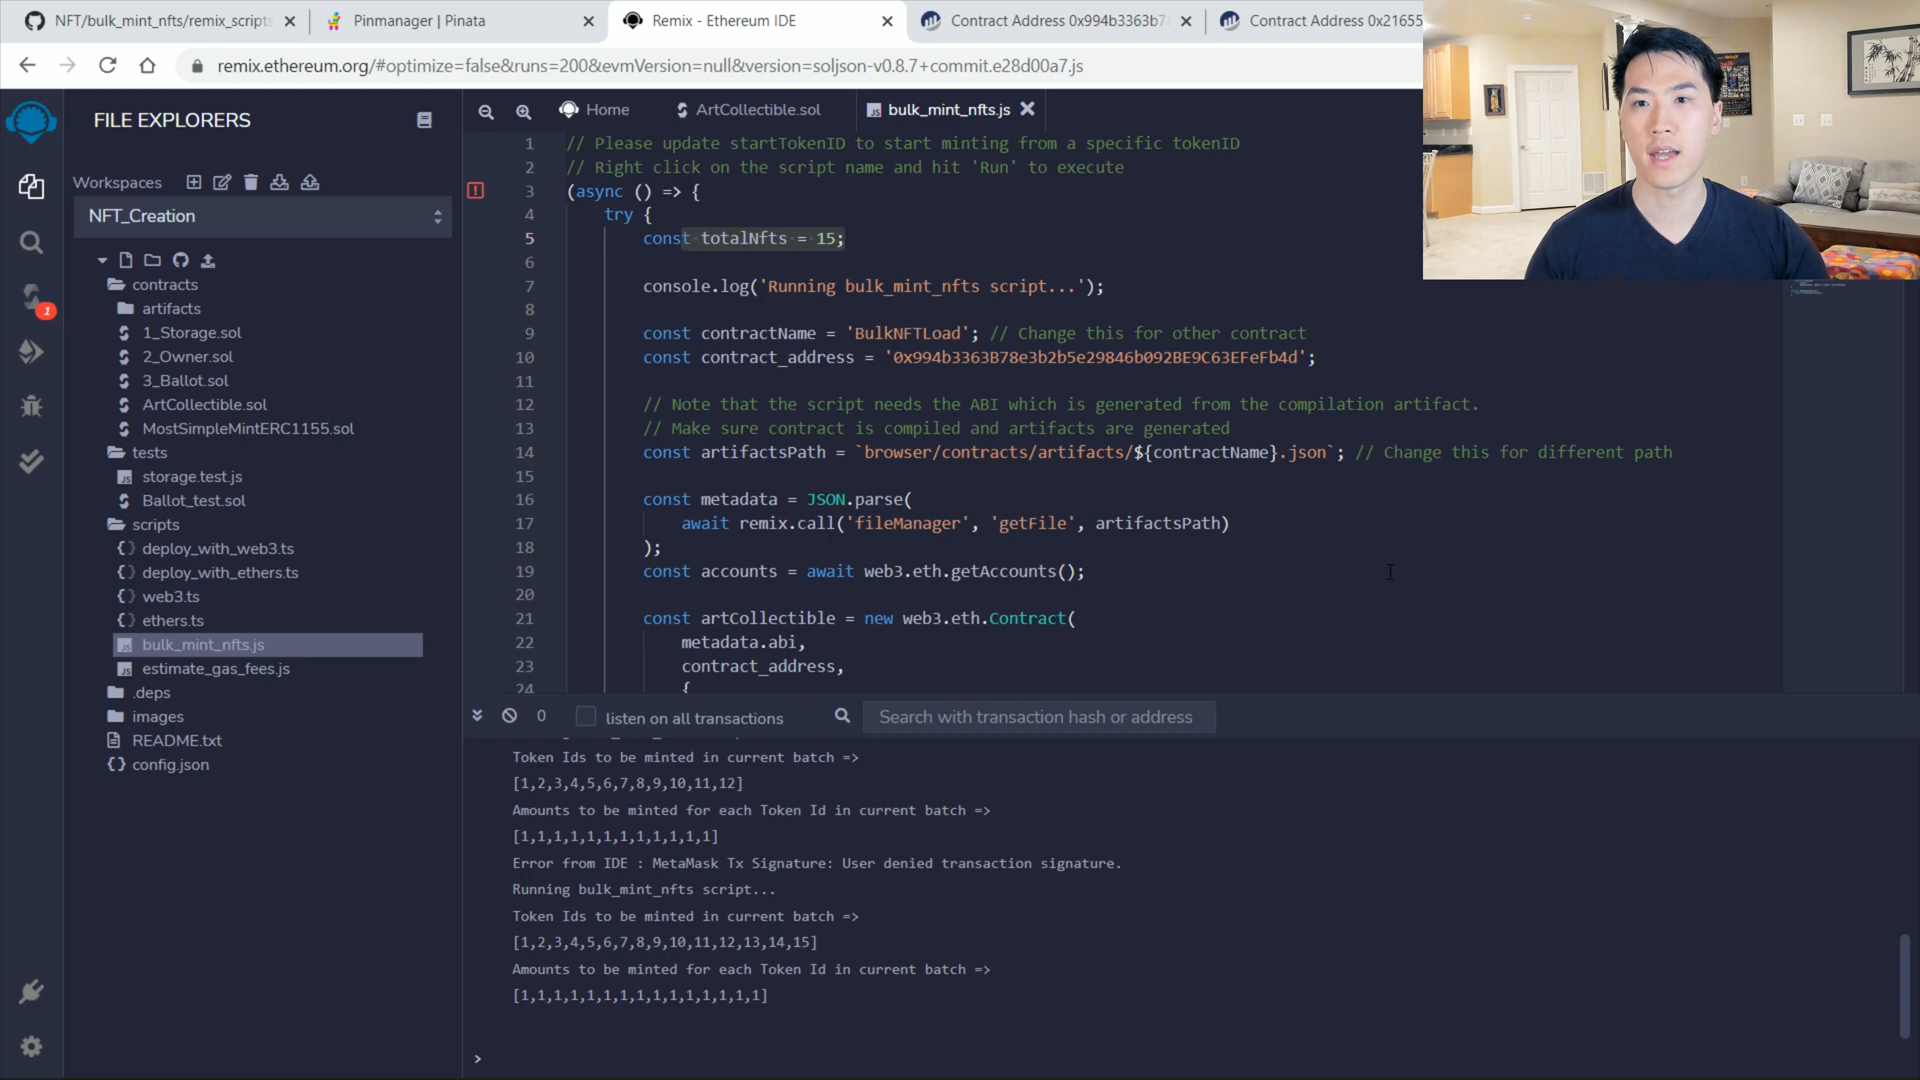 NFT/bulk_mint_nfts/remix_scripts
Pinmanager | Pinata
Remix - Ethereum IDE
Contract Address 0x994b3363b7
Contract Address 0x21655
remix.ethereum.org/#optimize=false&runs=200&evmVersion=null&version=soljson-v0.8.7+commit.e28d00a7.js
FILE EXPLORERS
Home
ArtCollectible.sol
bulk_mint_nfts.js
Workspaces
NFT_Creation
contracts
artifacts
1_Storage.sol
2_Owner.sol
3_Ballot.sol
ArtCollectible.sol
MostSimpleMintERC1155.sol
tests
storage.test.js
Ballot_test.sol
scripts
deploy_with_web3.ts
deploy_with_ethers.ts
web3.ts
ethers.ts
bulk_mint_nfts.js
estimate_gas_fees.js
.deps
images
README.txt
config.json
1
1 // Please update startTokenID to start minting from a specific tokenID
2 // Right click on the script name and hit 'Run' to execute
3 (async () => {
4 try {
5 const totalNfts = 15;
6
7 console.log('Running bulk_mint_nfts script...');
8
9 const contractName = 'BulkNFTLoad'; // Change this for other contract
10 const contract_address = '0x994b3363B78e3b2b5e29846b092BE9C63EFeFb4d';
11
12 // Note that the script needs the ABI which is generated from the compilation artifact.
13 // Make sure contract is compiled and artifacts are generated
14 const artifactsPath = `browser/contracts/artifacts/${contractName}.json`; // Change this for different path
15
16 const metadata = JSON.parse(
17 await remix.call('fileManager', 'getFile', artifactsPath)
18 );
19 const accounts = await web3.eth.getAccounts();
20
21 const artCollectible = new web3.eth.Contract(
22 metadata.abi,
23 contract_address,
24 {
0
listen on all transactions
Search with transaction hash or address
Token Ids to be minted in current batch =>
[1,2,3,4,5,6,7,8,9,10,11,12]
Amounts to be minted for each Token Id in current batch =>
[1,1,1,1,1,1,1,1,1,1,1,1]
Error from IDE : MetaMask Tx Signature: User denied transaction signature.
Running bulk_mint_nfts script...
Token Ids to be minted in current batch =>
[1,2,3,4,5,6,7,8,9,10,11,12,13,14,15]
Amounts to be minted for each Token Id in current batch =>
[1,1,1,1,1,1,1,1,1,1,1,1,1,1,1]
>